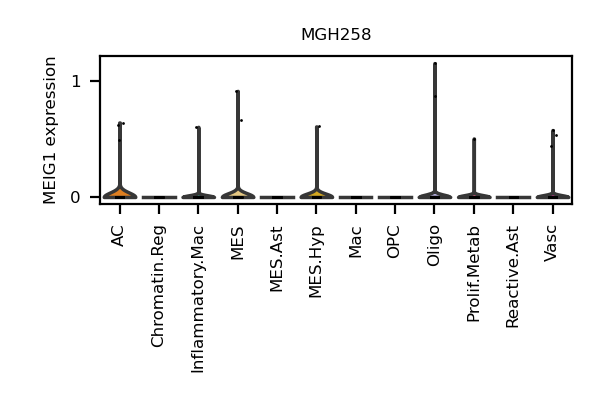 MGH258
MEIG1 expression
1
0
AC
Chromatin.Reg
Inflammatory.Mac
MES
MES.Ast
MES.Hyp
Mac
OPC
Oligo
Prolif.Metab
Reactive.Ast
Vasc